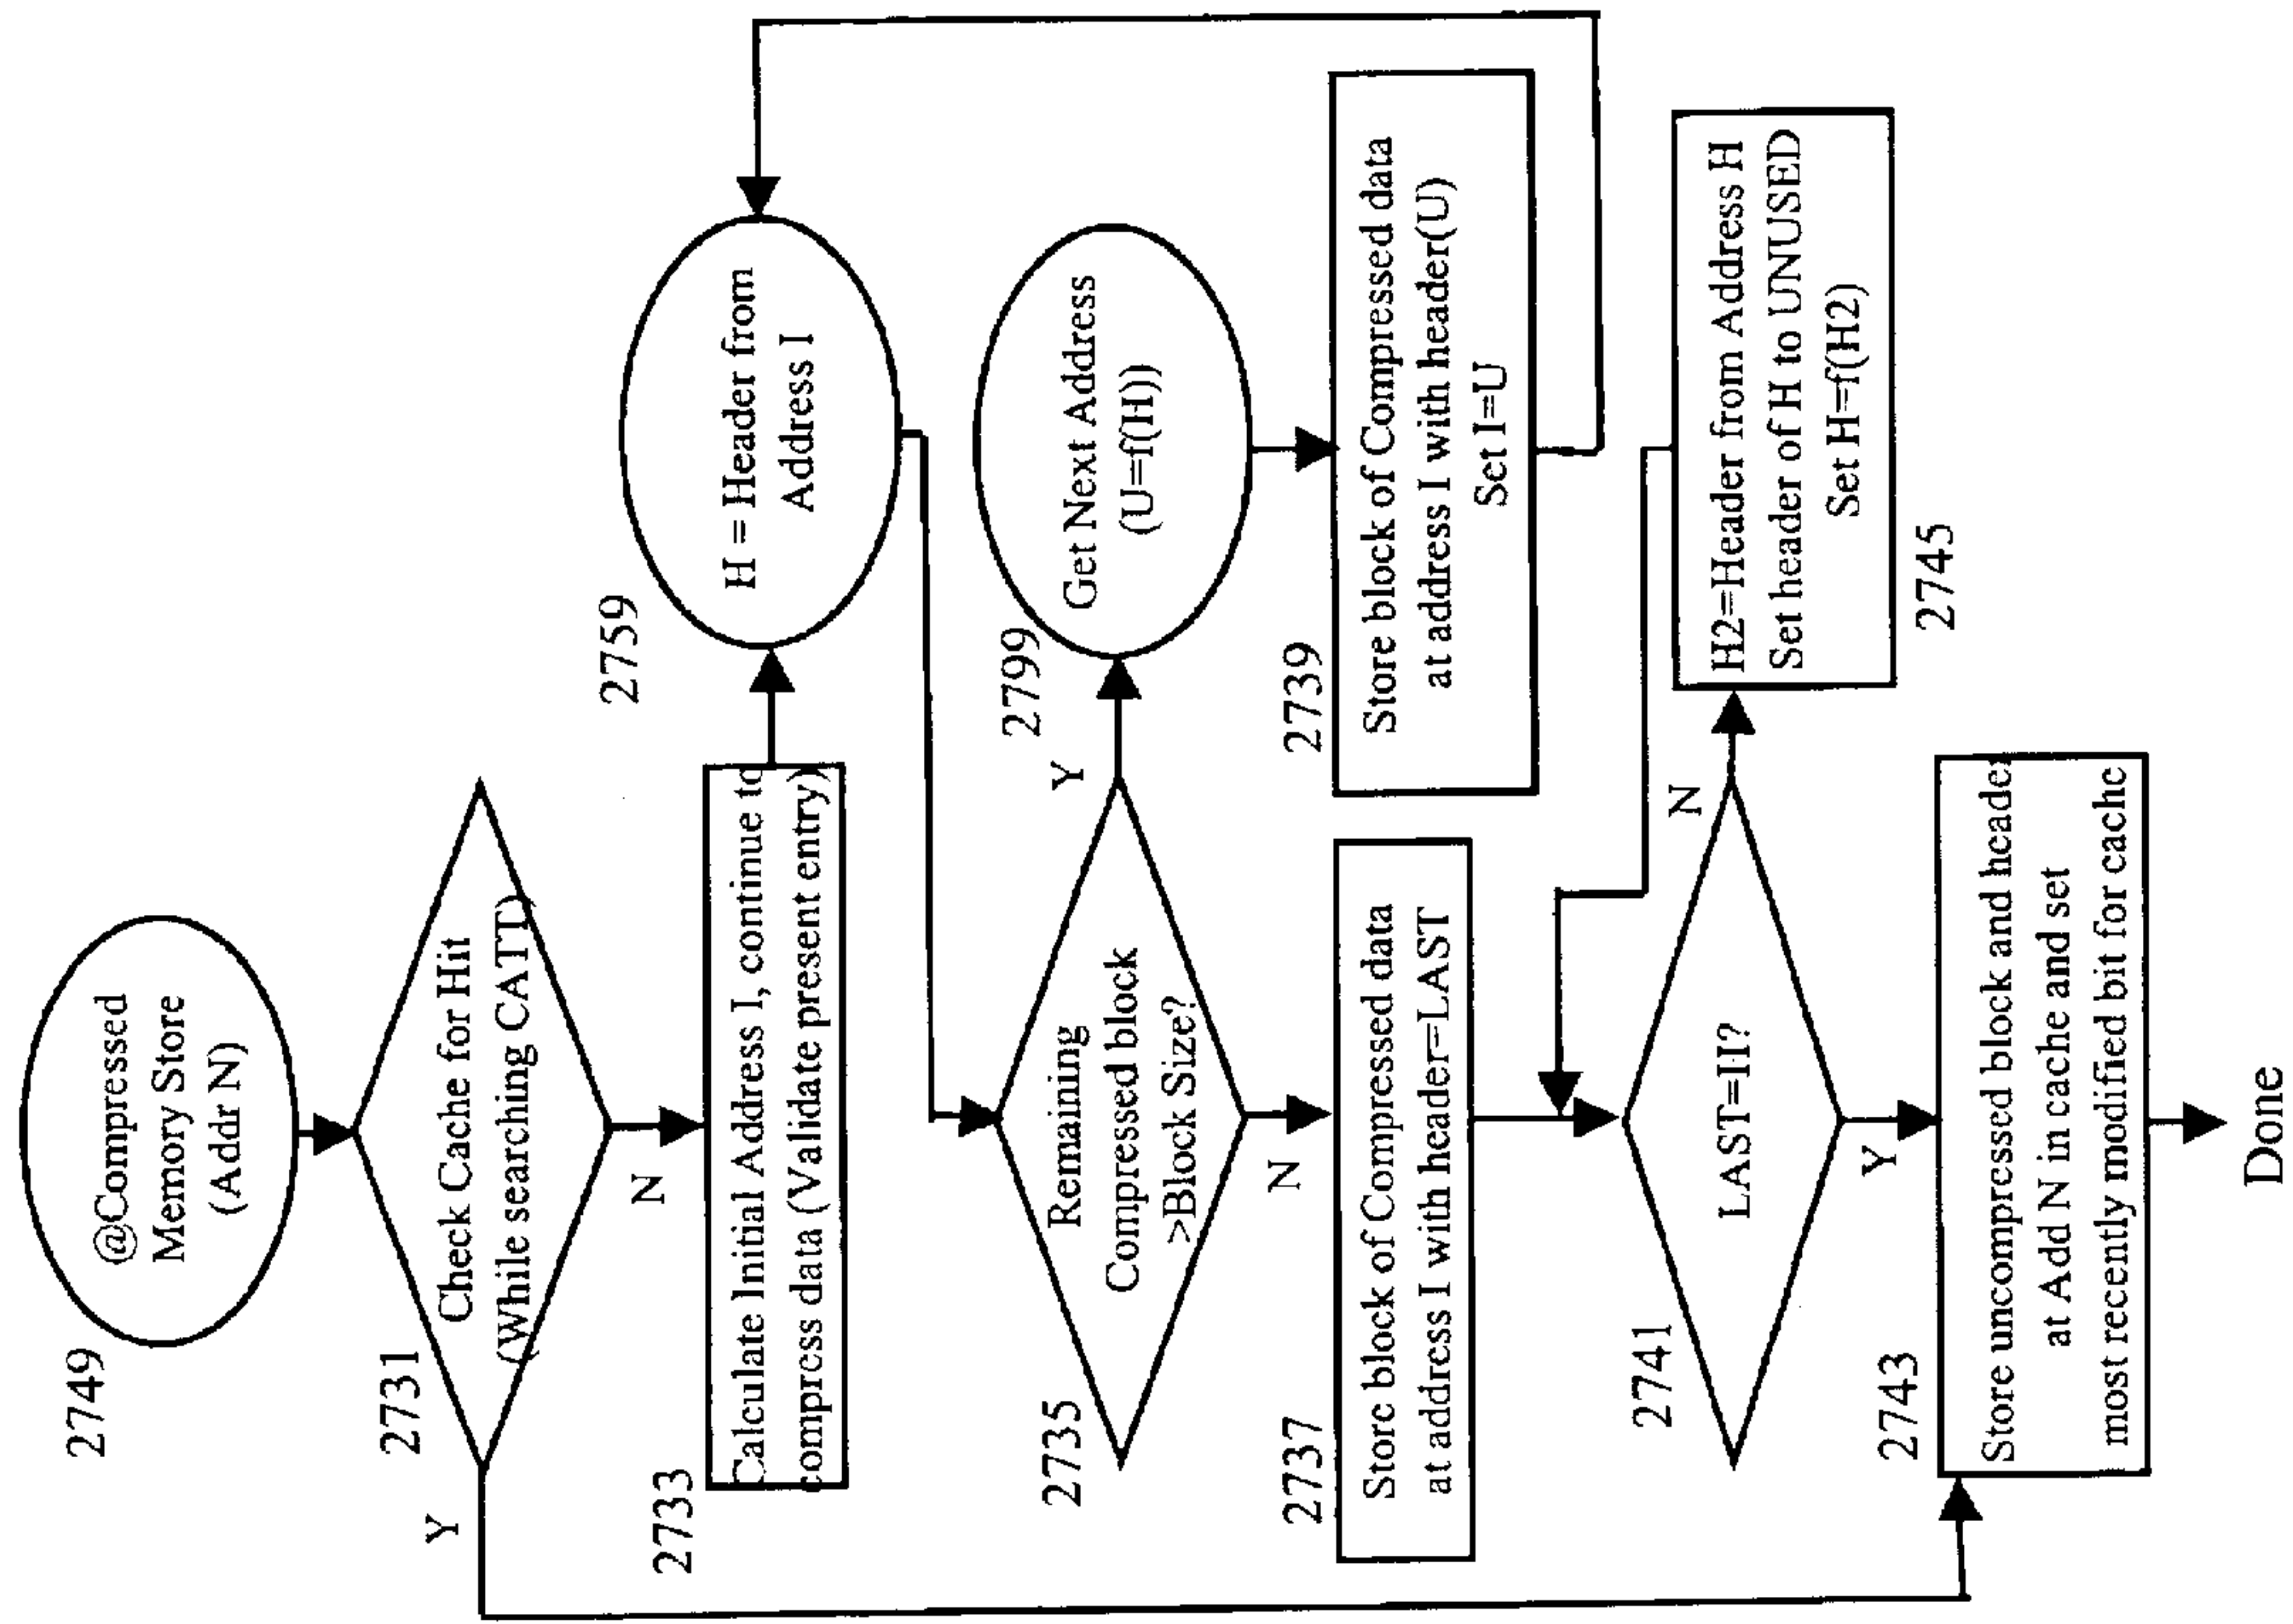 2749
@Compressed
Memory Store
(Addr N)
2731
Check Cache for Hit
(While searching CATT)
Y
N
2733
Calculate Initial Address I, continue to
compress data (Validate present entry)
2759
H = Header from
Address I
2735
Remaining
Compressed block
>Block Size?
Y
N
2799
Get Next Address
(U=f(H))
2739
Store block of Compressed data
at address I with header(U)
Set I=U
2737
Store block of Compressed data
at address I with header=LAST
2741
LAST=H?
N
Y
H2=Header from Address H
Set header of H to UNUSED
Set H=f(H2)
2745
2743
Store uncompressed block and header
at Add N in cache and set
most recently modified bit for cache
Done